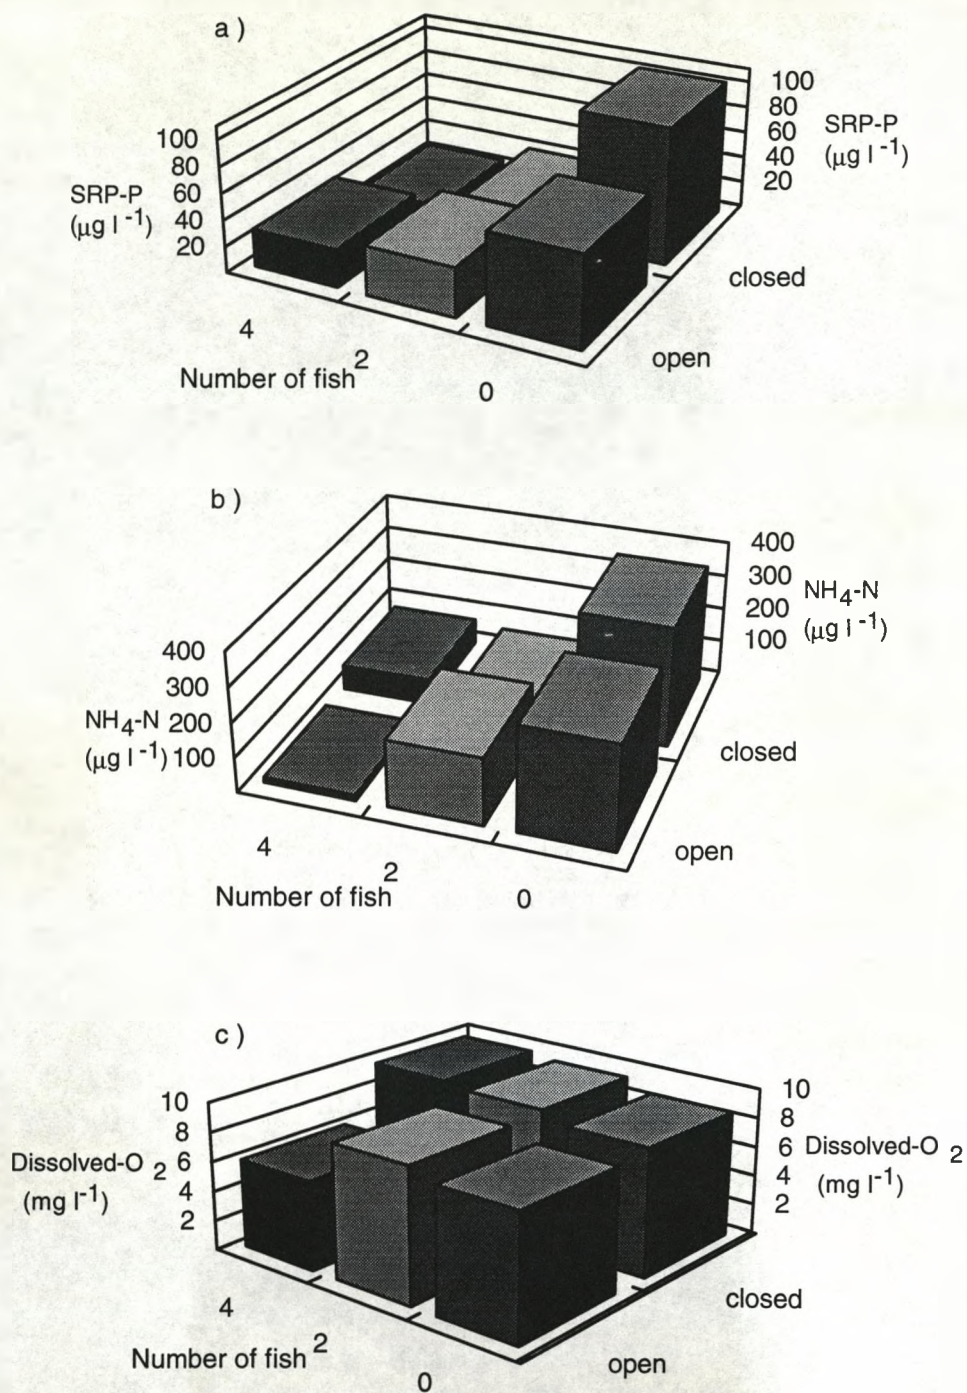 a )
100
80
SRP-P 60
(µg l -1) 40
20
100
80
60 SRP-P
40 (µg l -1)
20
closed
open
4
2
0
Number of fish
b )
400
300
NH4-N 200
(µg l -1) 100
400
300 NH4-N
200 (µg l -1)
100
closed
open
4
2
0
Number of fish
c )
10
8
Dissolved-O 2 6
(mg l-1) 4
2
10
8
6 Dissolved-O 2
4 (mg l-1)
2
closed
open
4
2
0
Number of fish